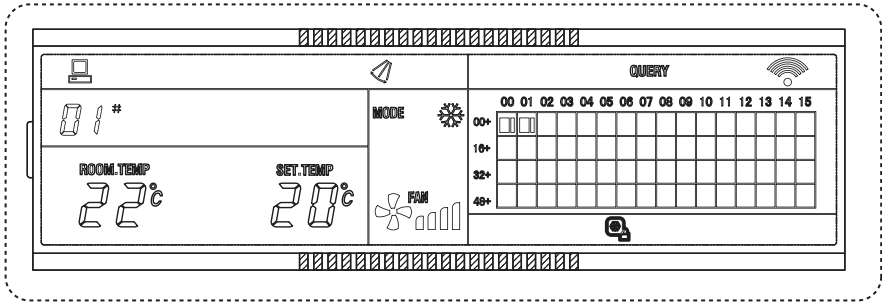 QUERY
01 #
MODE
00 01 02 03 04 05 06 07 08 09 10 11 12 13 14 15
00+
16+
32+
48+
ROOM.TEMP
22°C
SET.TEMP
20°C
FAN